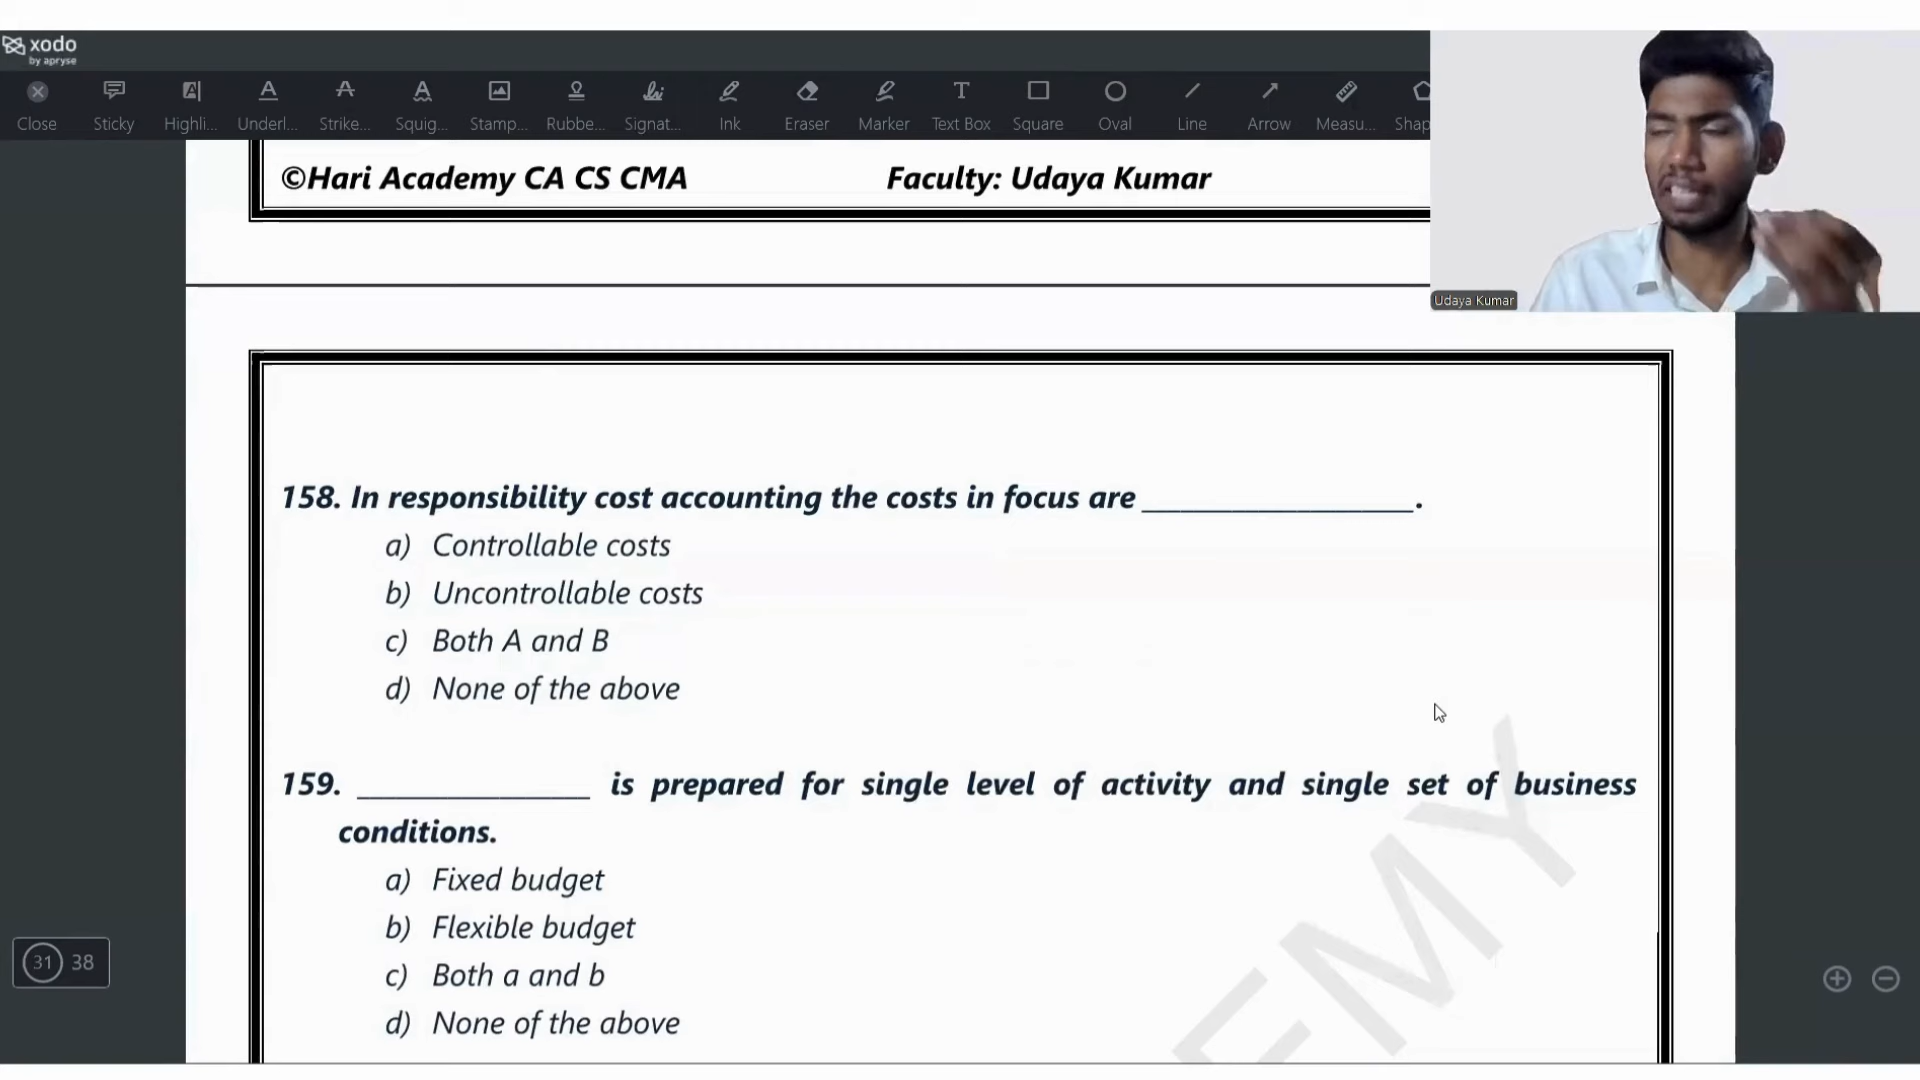 xodo
by apryse
Close Sticky Highli... Underl... Strike... Squig... Stamp... Rubbe... Signat... Ink Eraser Marker Text Box Square Oval Line Arrow Measu... Shap
©Hari Academy CA CS CMA Faculty: Udaya Kumar
Udaya Kumar
158. In responsibility cost accounting the costs in focus are __________________.
a) Controllable costs
b) Uncontrollable costs
c) Both A and B
d) None of the above
159. ________________ is prepared for single level of activity and single set of business
conditions.
a) Fixed budget
b) Flexible budget
c) Both a and b
d) None of the above
31 38
EMY